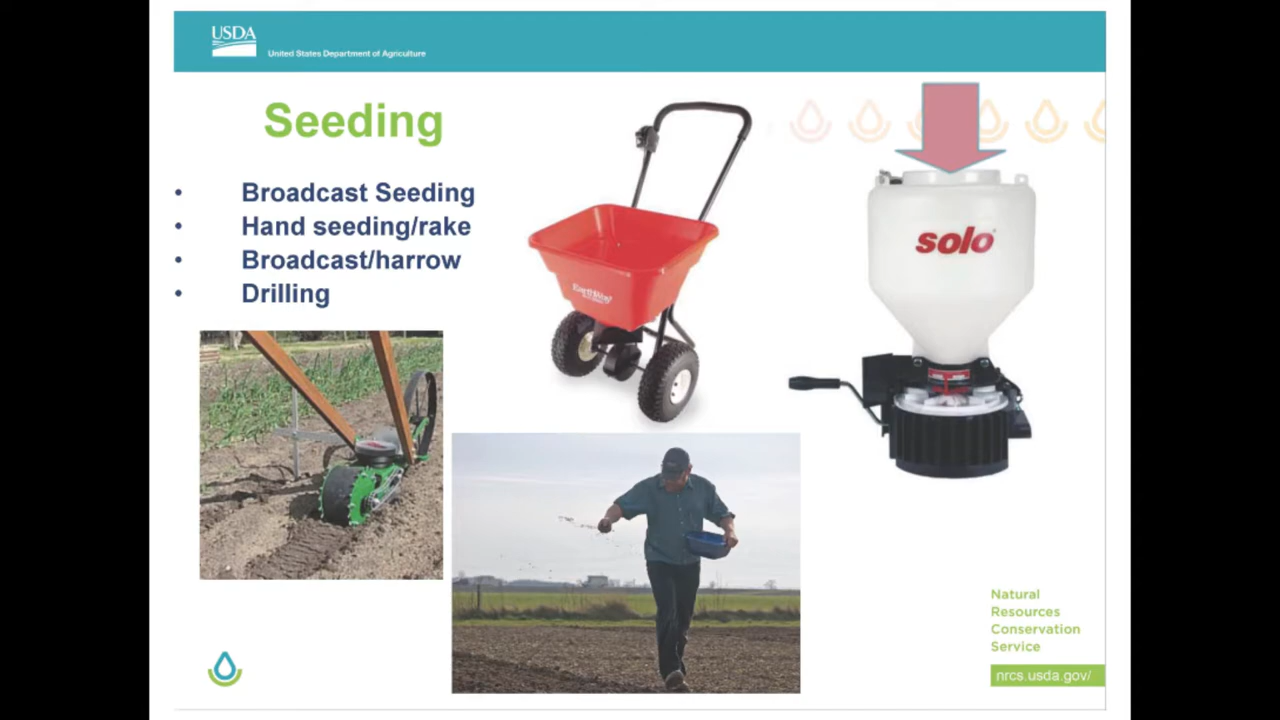 USDA
United States Department of Agriculture
Seeding
• Broadcast Seeding
• Hand seeding/rake
• Broadcast/harrow
• Drilling
EarthWay
solo
Natural
Resources
Conservation
Service
nrcs.usda.gov/